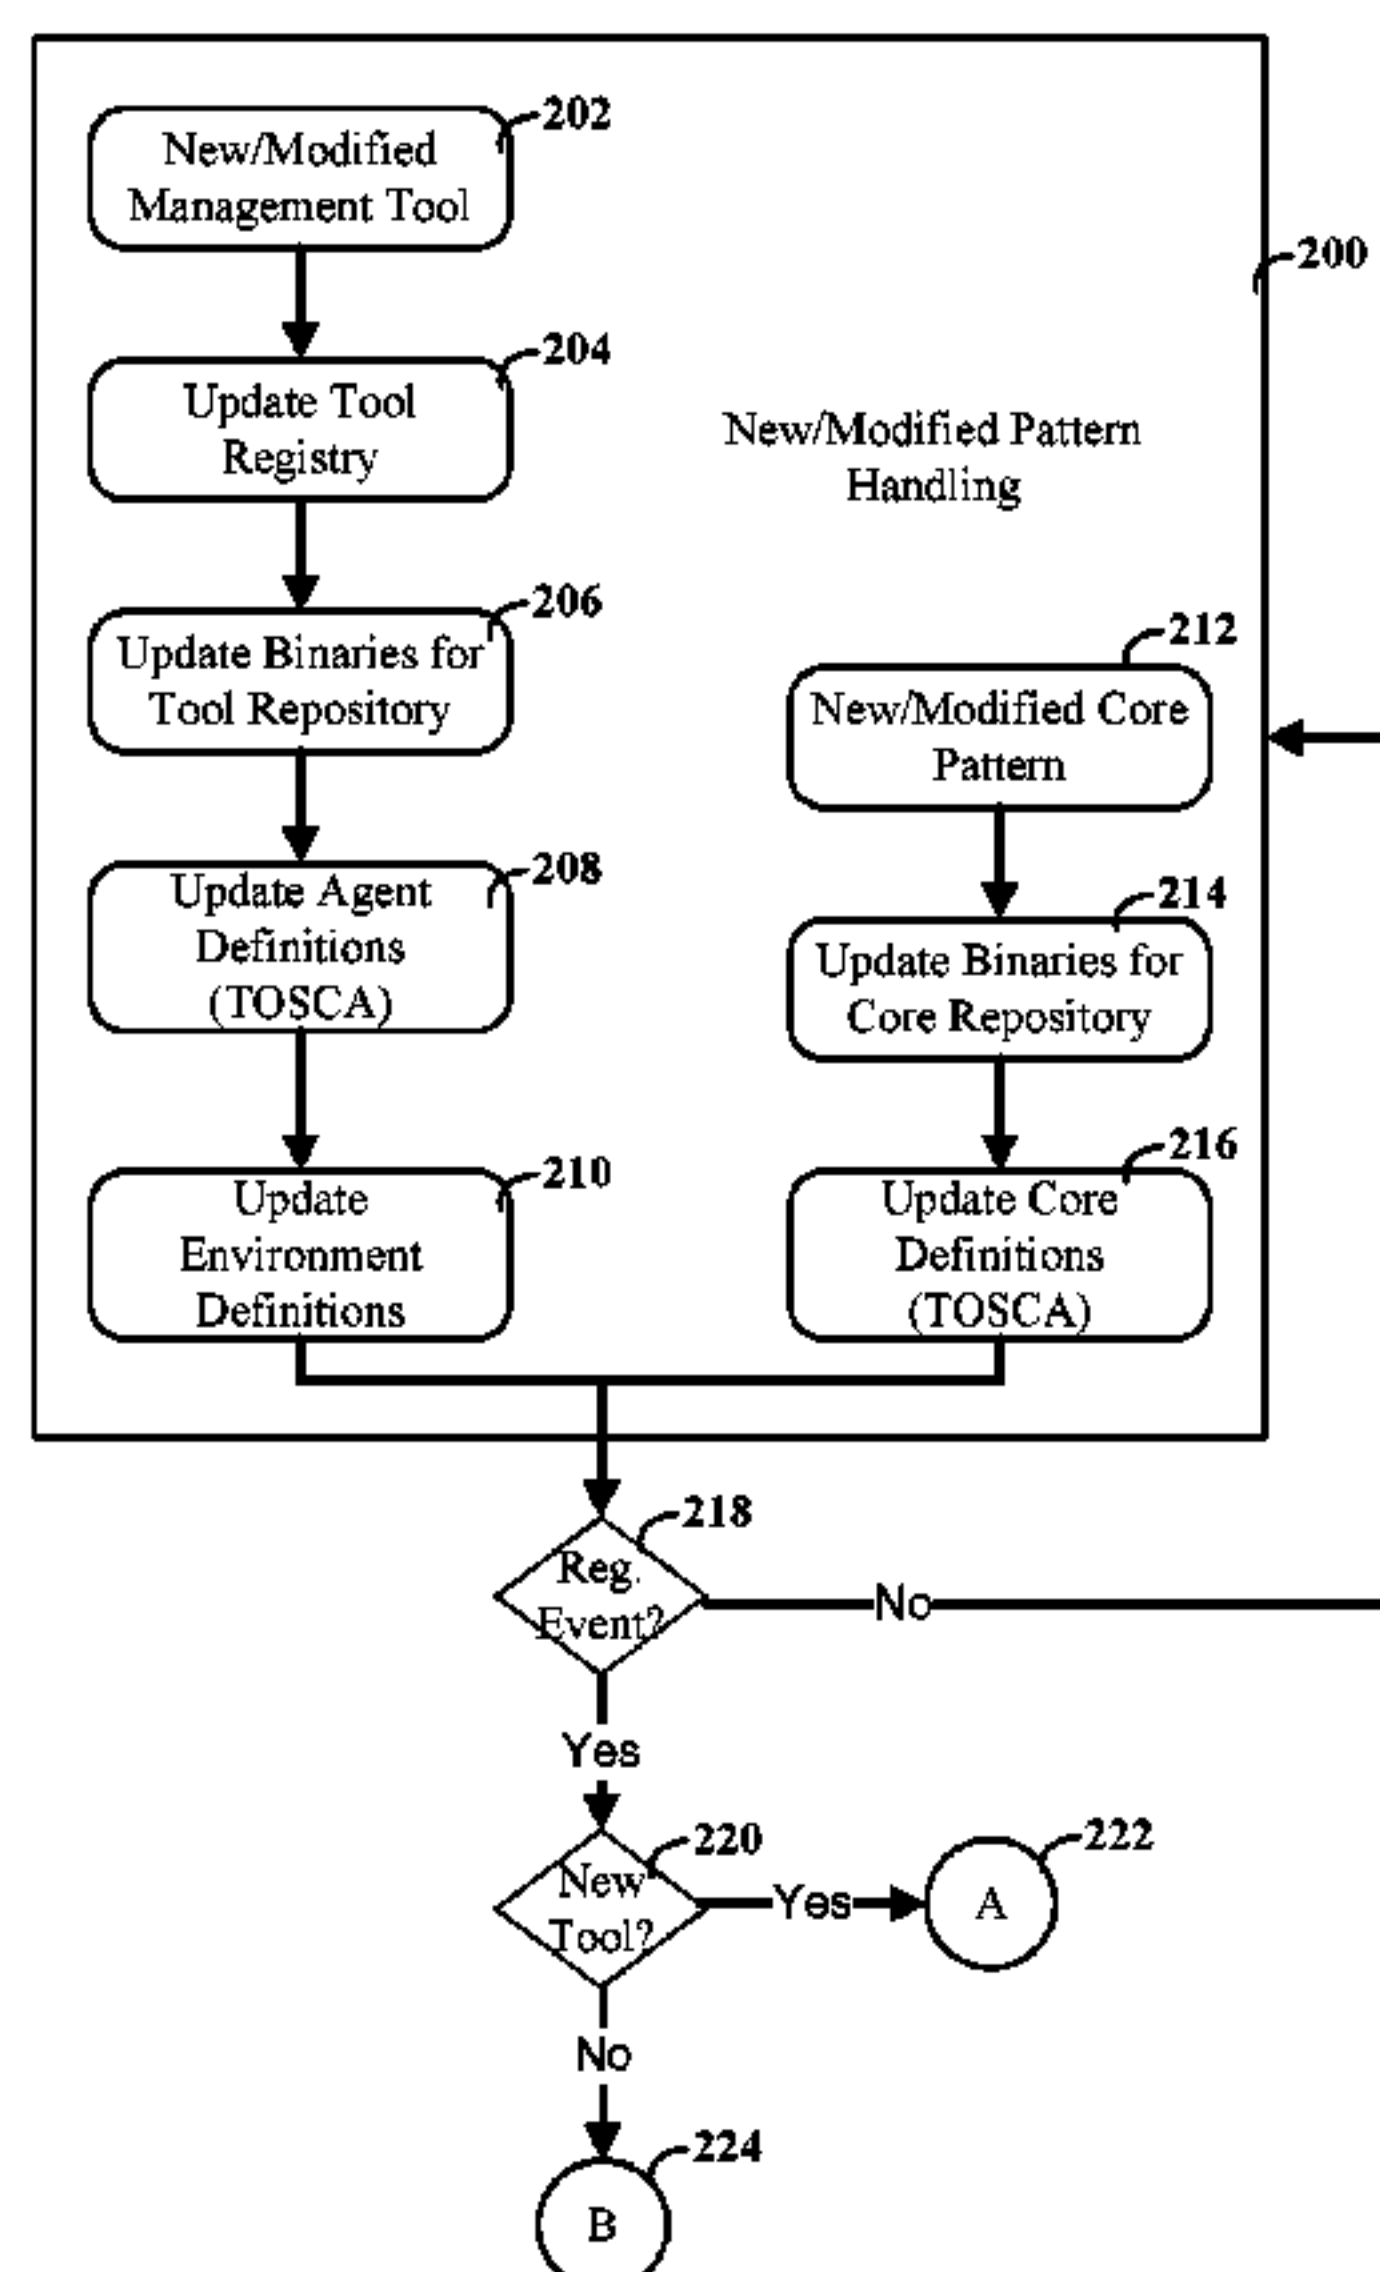 202
New/Modified
Management Tool
200
204
Update Tool
Registry
New/Modified Pattern
Handling
206
Update Binaries for
Tool Repository
212
New/Modified Core
Pattern
208
Update Agent
Definitions
(TOSCA)
214
Update Binaries for
Core Repository
210
Update
Environment
Definitions
216
Update Core
Definitions
(TOSCA)
218
Reg.
Event?
No
Yes
220
New
Tool?
Yes
222
A
No
224
B